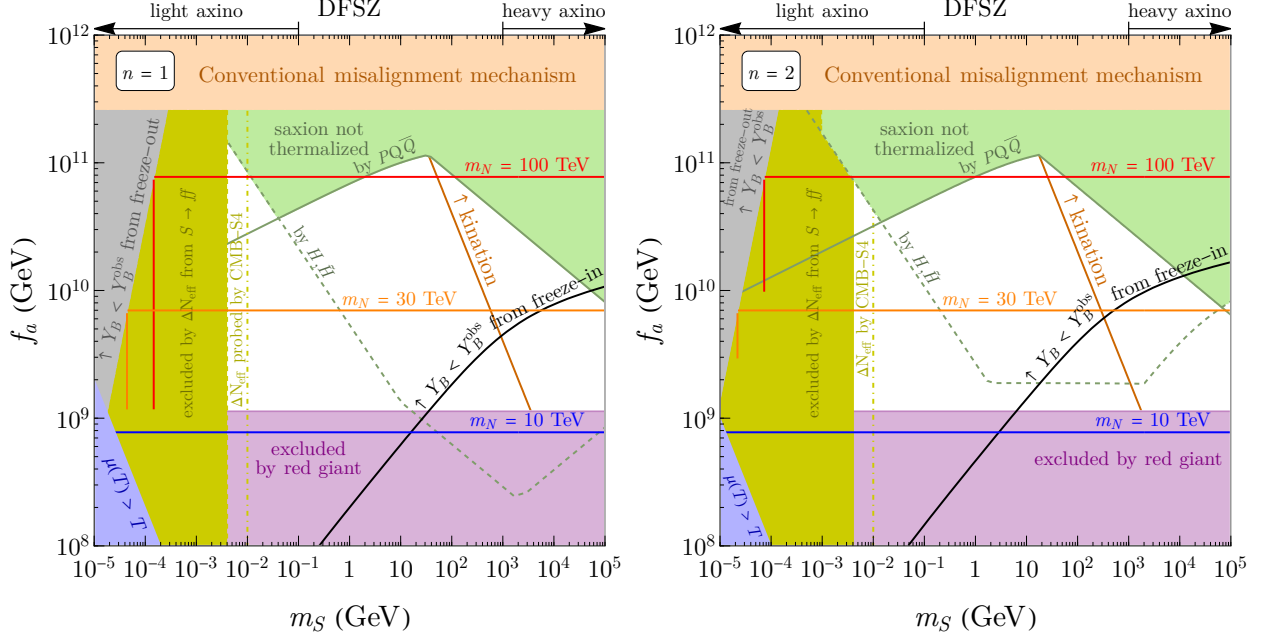 light axino
DFSZ
heavy axino
n = 1
Conventional misalignment mechanism
saxion not
thermalized
by PQQ̅
m_N = 100 TeV
↑ Y_B < Y_B^obs from freeze-out
excluded by ΔN_eff from S → ff
ΔN_eff probed by CMB-S4
by H, H̃
↑ kination
m_N = 30 TeV
↑ Y_B < Y_B^obs from freeze-in
m_N = 10 TeV
excluded
by red giant
μ(T) > T
10^12
10^11
10^10
10^9
10^8
f_a (GeV)
10^-5 10^-4 10^-3 10^-2 10^-1 1 10 10^2 10^3 10^4 10^5
m_S (GeV)
light axino
DFSZ
heavy axino
n = 2
Conventional misalignment mechanism
from freeze-out
↑ Y_B < Y_B^obs
saxion not
thermalized
by PQQ̅
m_N = 100 TeV
excluded by ΔN_eff from S → ff
ΔN_eff by CMB-S4
by H, H̃
↑ kination
m_N = 30 TeV
↑ Y_B < Y_B^obs from freeze-in
m_N = 10 TeV
excluded by red giant
μ(T) > T
10^12
10^11
10^10
10^9
10^8
f_a (GeV)
10^-5 10^-4 10^-3 10^-2 10^-1 1 10 10^2 10^3 10^4 10^5
m_S (GeV)